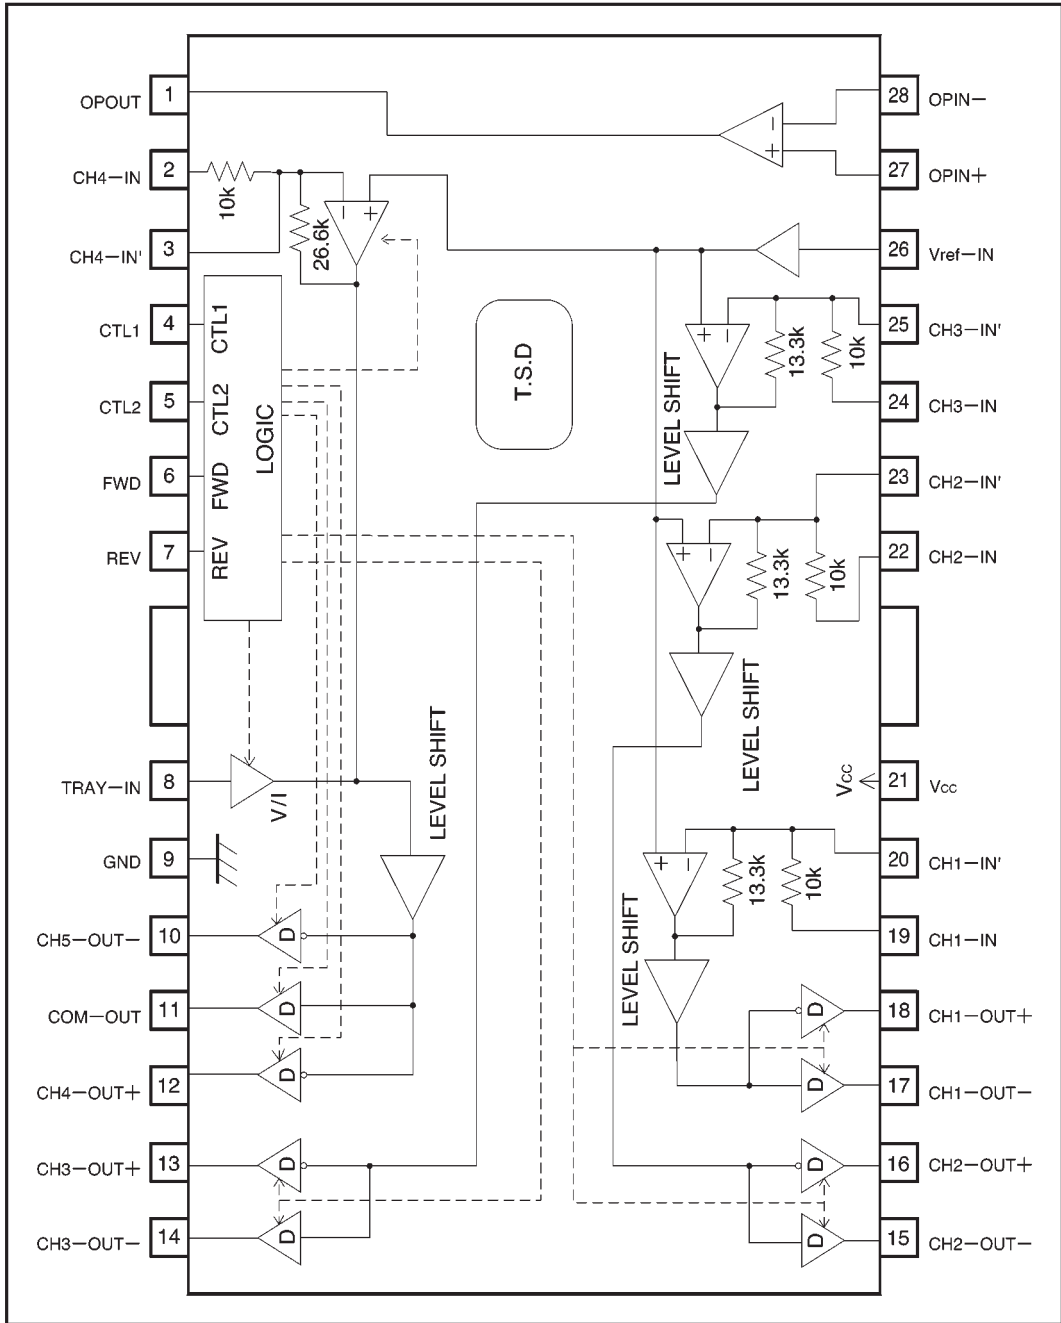 OPOUT 1
28 OPIN−
CH4−IN 2
10k
26.6k
− +
−
+
27 OPIN+
CH4−IN' 3
26 Vref−IN
CTL1 4
CTL1
CTL2 5
CTL2
LOGIC
FWD 6
FWD
REV 7
REV
T.S.D
+ −
13.3k
10k
25 CH3−IN'
24 CH3−IN
LEVEL SHIFT
23 CH2−IN'
+ −
13.3k
10k
22 CH2−IN
LEVEL SHIFT
TRAY−IN 8
V/I
LEVEL SHIFT
Vcc
21 Vcc
GND 9
+ −
13.3k
10k
20 CH1−IN'
19 CH1−IN
LEVEL SHIFT
CH5−OUT− 10
D
COM−OUT 11
D
D
18 CH1−OUT+
CH4−OUT+ 12
D
D
17 CH1−OUT−
CH3−OUT+ 13
D
D
16 CH2−OUT+
CH3−OUT− 14
D
D
15 CH2−OUT−